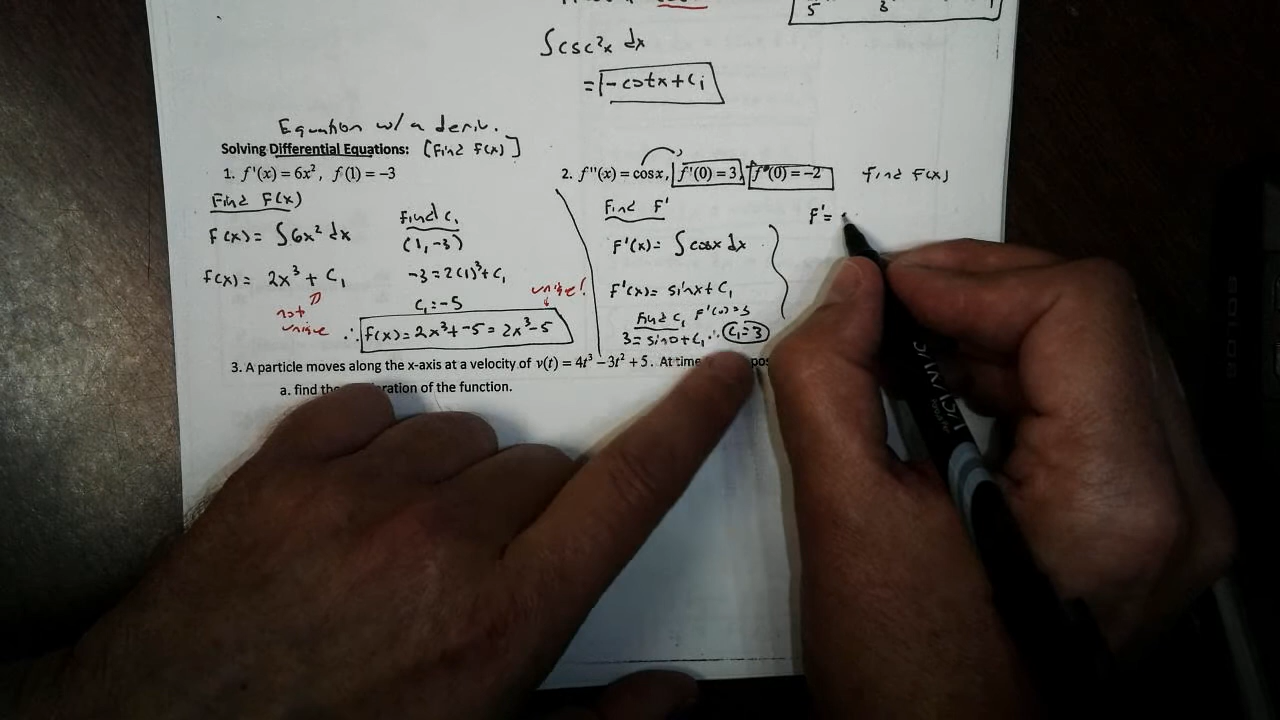 ∫csc²x dx
= -cotx + C₁
Equation w/ a deriv.
Solving Differential Equations: [Find F(x)]
1. f'(x) = 6x², f(1) = −3
Find F(x)
F(x) = ∫6x² dx
f(x) = 2x³ + C₁
not
unique
Find C₁
(1,-3)
-3 = 2(1)³ + C₁
C₁ = -5
unique!
∴ f(x) = 2x³ + -5 = 2x³ - 5
2. f''(x) = cos x, f'(0) = 3, f(0) = −2 Find F(x)
Find F'
F'(x) = ∫cosx dx
F'(x) = sinx + C₁
Find C₁ F'(0) = 3
3 = sin0 + C₁ ∴ C₁ = 3
F' =
3. A particle moves along the x-axis at a velocity of v(t) = 4t³ − 3t² + 5. At time
a. find the of the function.